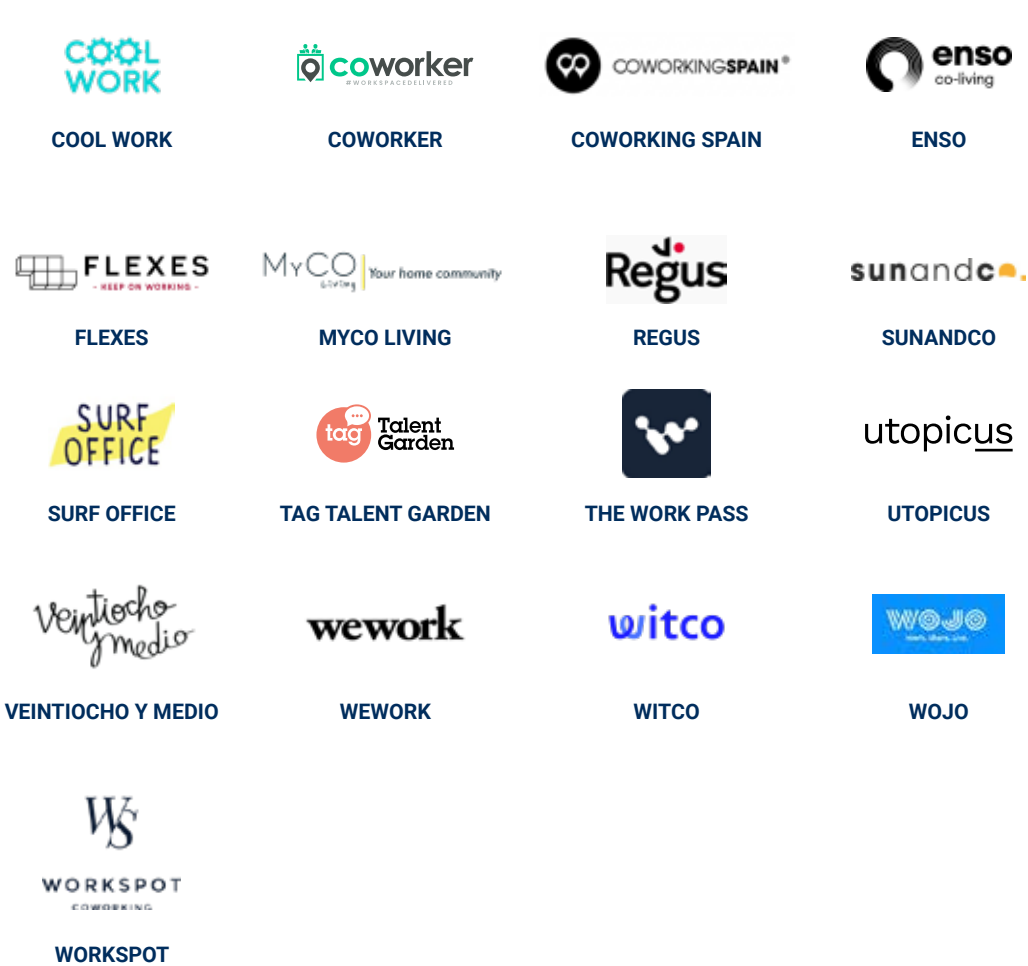 COOL
WORK
coworker
#WORKSPACEDELIVERED
COWORKINGSPAIN®
enso
co-living
COOL WORK
COWORKER
COWORKING SPAIN
ENSO
FLEXES
- KEEP ON WORKING -
MyCO
living
Your home community
Regus
sunandco.
FLEXES
MYCO LIVING
REGUS
SUNANDCO
SURF
OFFICE
tag
Talent
Garden
utopicus
SURF OFFICE
TAG TALENT GARDEN
THE WORK PASS
UTOPICUS
Veintiocho
y medio
wework
witco
WOJO
Work. Share. Live.
VEINTIOCHO Y MEDIO
WEWORK
WITCO
WOJO
WS
WORKSPOT
COWORKING
WORKSPOT